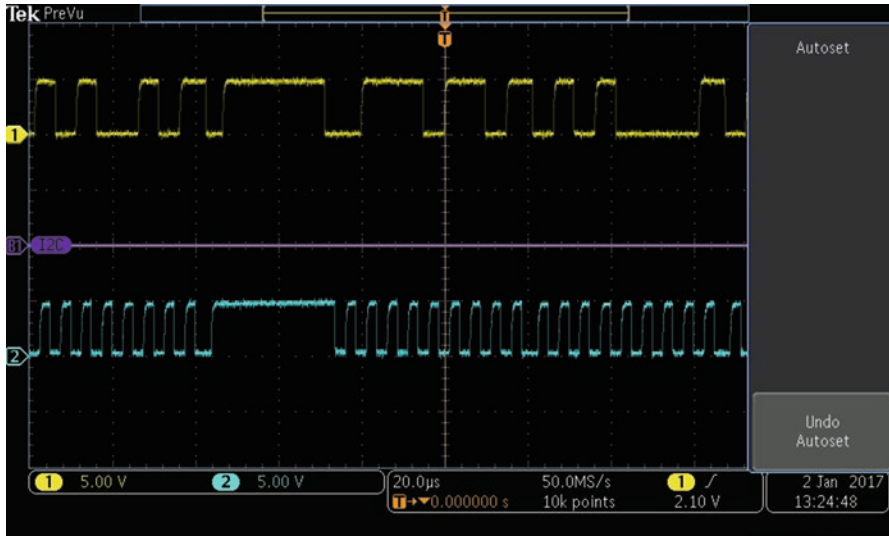 Tek PreVu
T
T
Autoset
1
B1 I2C
2
Undo
Autoset
1 5.00 V 2 5.00 V
20.0µs 50.0MS/s 1
T→▼0.000000 s 10k points 2.10 V
2 Jan 2017
13:24:48